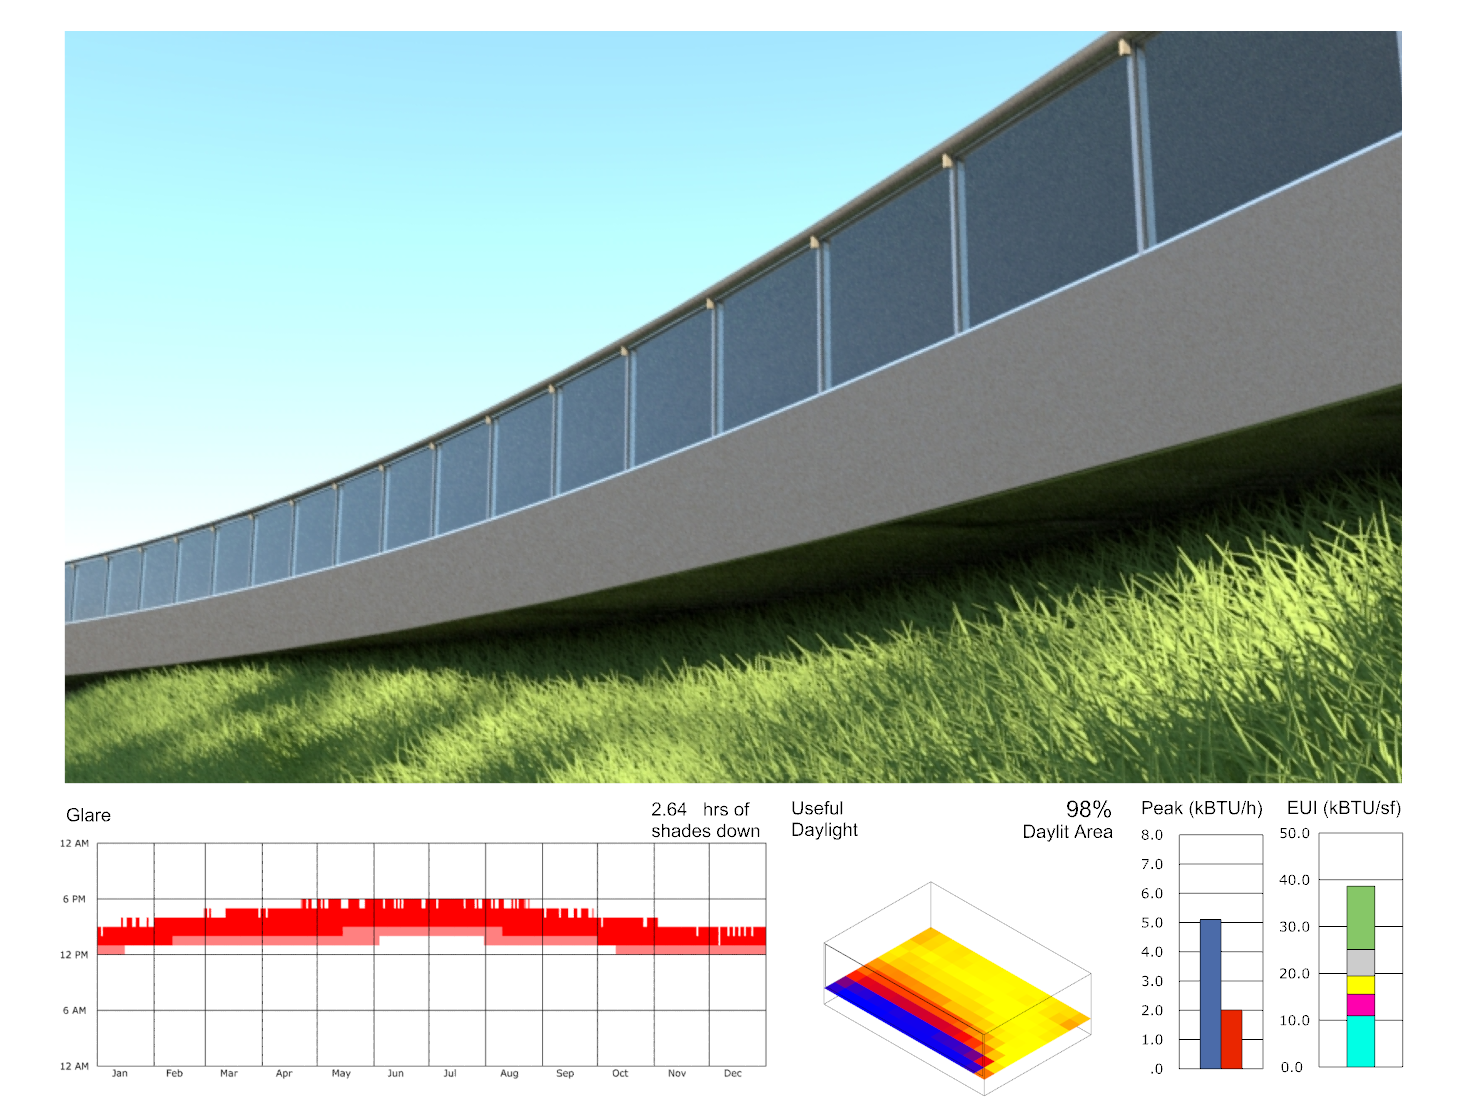 Glare
2.64 hrs of
shades down
12 AM
6 PM
12 PM
6 AM
12 AM
Jan Feb Mar Apr May Jun Jul Aug Sep Oct Nov Dec
Useful
Daylight
98%
Daylit Area
Peak (kBTU/h)
8.0
7.0
6.0
5.0
4.0
3.0
2.0
1.0
.0
EUI (kBTU/sf)
50.0
40.0
30.0
20.0
10.0
0.0